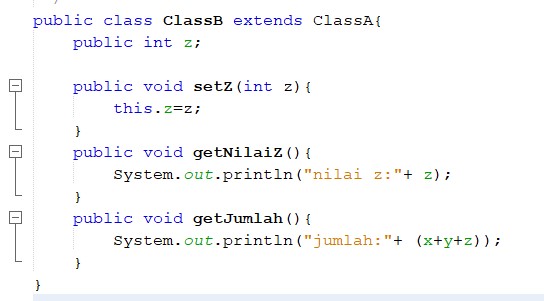 public class ClassB extends ClassA{
    public int z;

    public void setZ(int z){
        this.z=z;
    }
    public void getNilaiZ(){
        System.out.println("nilai z:"+ z);
    }
    public void getJumlah(){
        System.out.println("jumlah:"+ (x+y+z));
    }
}